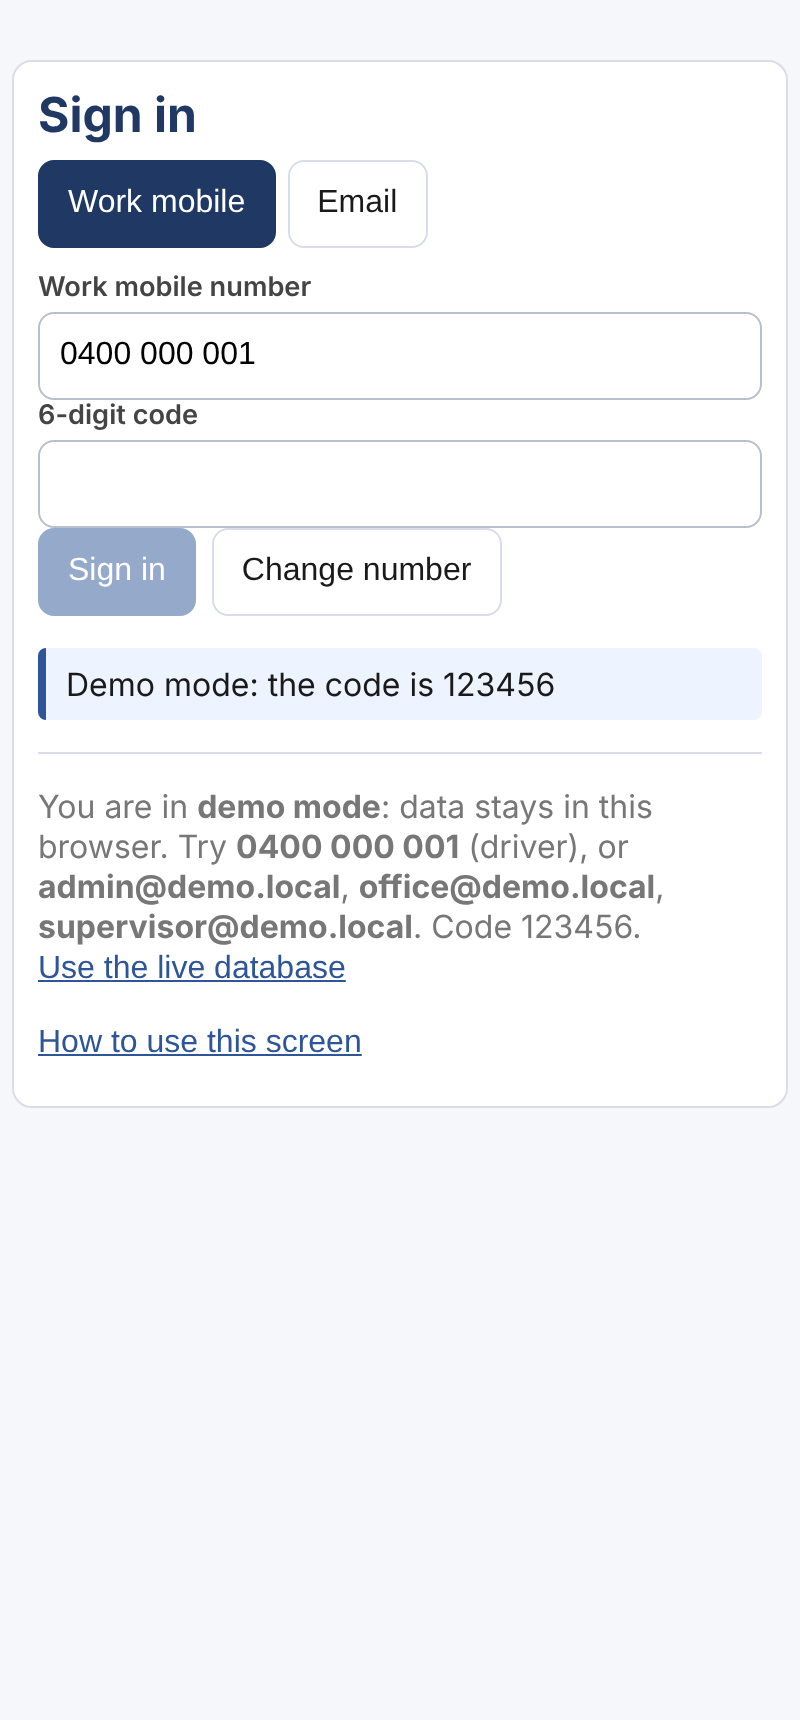 Sign in
Work mobile Email
Work mobile number
0400 000 001
6-digit code
Sign in Change number
Demo mode: the code is 123456
You are in demo mode: data stays in this
browser. Try 0400 000 001 (driver), or
admin@demo.local, office@demo.local,
supervisor@demo.local. Code 123456.
Use the live database
How to use this screen